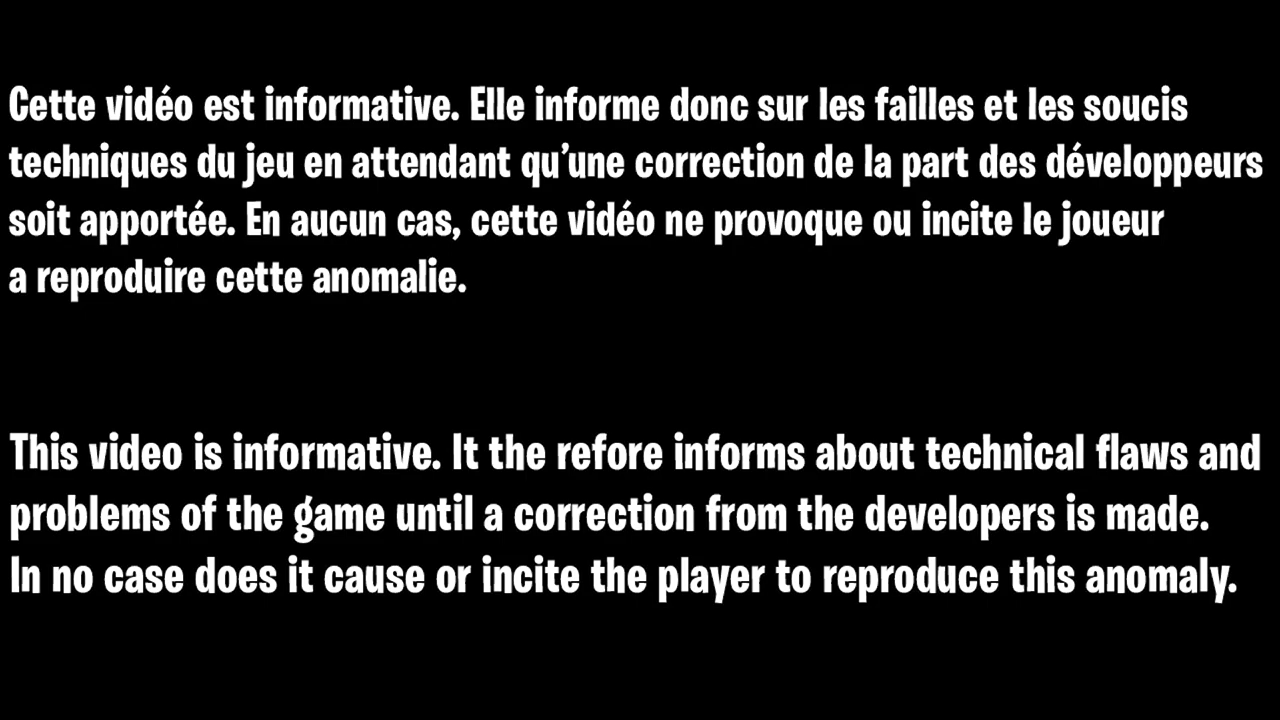 Cette vidéo est informative. Elle informe donc sur les failles et les soucis
techniques du jeu en attendant qu'une correction de la part des développeurs
soit apportée. En aucun cas, cette vidéo ne provoque ou incite le joueur
a reproduire cette anomalie.
This video is informative. It the refore informs about technical flaws and
problems of the game until a correction from the developers is made.
In no case does it cause or incite the player to reproduce this anomaly.